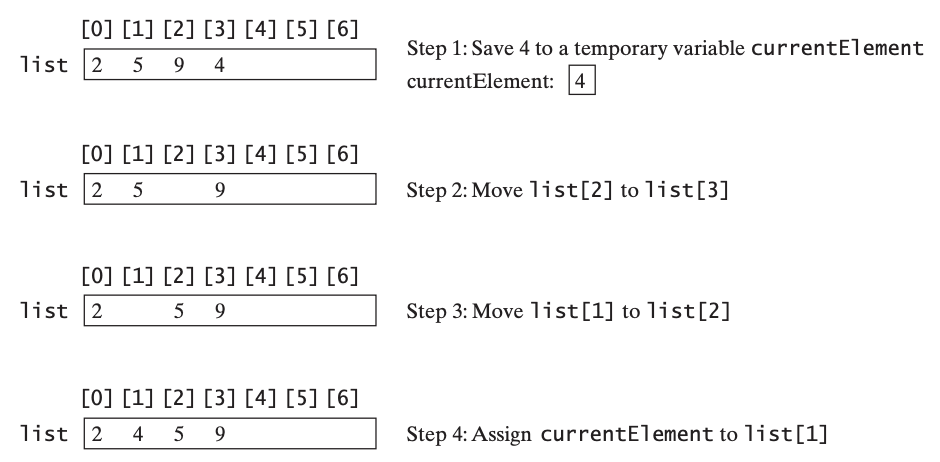 [0] [1] [2] [3] [4] [5] [6]
list 2 5 9 4
Step 1: Save 4 to a temporary variable currentElement
currentElement: 4
[0] [1] [2] [3] [4] [5] [6]
list 2 5 9
Step 2: Move list[2] to list[3]
[0] [1] [2] [3] [4] [5] [6]
list 2 5 9
Step 3: Move list[1] to list[2]
[0] [1] [2] [3] [4] [5] [6]
list 2 4 5 9
Step 4: Assign currentElement to list[1]